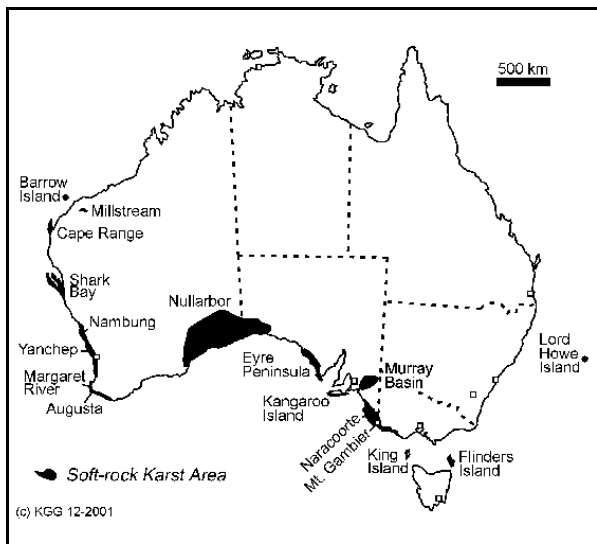 500 km
Barrow
Island
Millstream
Cape Range
Shark
Bay
Nullarbor
Nambung
Yanchep
Margaret
River
Augusta
Eyre
Peninsula
Kangaroo
Island
Murray
Basin
Lord
Howe Island
Naracoorte
Mt. Gambier
King
Island
Flinders
Island
Soft-rock Karst Area
(c) KGG 12-2001